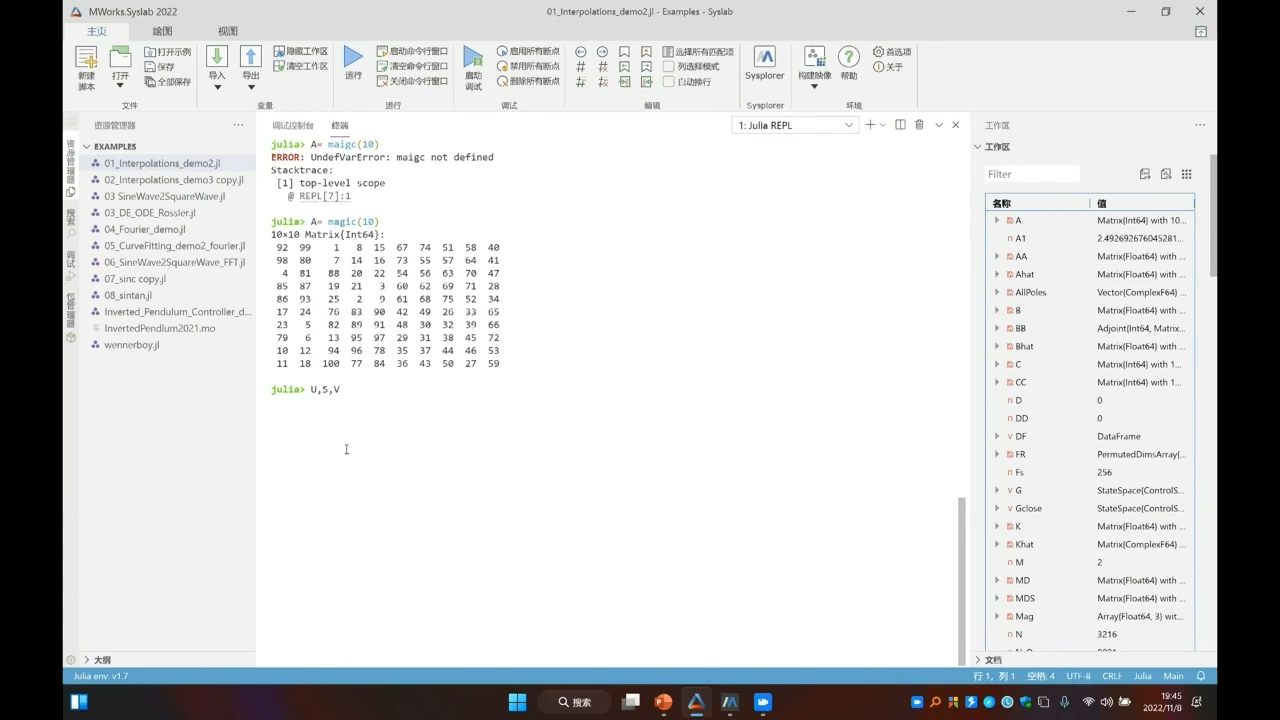 MWorks.Syslab 2022
01_Interpolations_demo2.jl - Examples - Syslab
主页 绘图 视图
新建脚本
打开
打开示例
保存
全部保存
文件
导入
导出
隐藏工作区
清空工作区
变量
运行
启动命令行窗口
清空命令行窗口
关闭命令行窗口
运行
启动调试
启用所有断点
禁用所有断点
删除所有断点
调试
选择所有匹配项
列选择模式
自动换行
编辑
Sysplorer
Sysplorer
构建映像
帮助
首选项
关于
环境
资源管理器
搜索
调试
包管理器
资源管理器
EXAMPLES
01_Interpolations_demo2.jl
02_Interpolations_demo3 copy.jl
03 SineWave2SquareWave.jl
03_DE_ODE_Rossler.jl
04_Fourier_demo.jl
05_CurveFitting_demo2_fourier.jl
06_SineWave2SquareWave_FFT.jl
07_sinc copy.jl
08_sintan.jl
Inverted_Pendulum_Controller_d...
InvertedPendlum2021.mo
wennerboy.jl
大纲
调试控制台 终端
1: Julia REPL
julia> A= maigc(10)
ERROR: UndefVarError: maigc not defined
Stacktrace:
[1] top-level scope
@ REPL[7]:1
julia> A= magic(10)
10×10 Matrix{Int64}:
92 99 1 8 15 67 74 51 58 40
98 80 7 14 16 73 55 57 64 41
4 81 88 20 22 54 56 63 70 47
85 87 19 21 3 60 62 69 71 28
86 93 25 2 9 61 68 75 52 34
17 24 76 83 90 42 49 26 33 65
23 5 82 89 91 48 30 32 39 66
79 6 13 95 97 29 31 38 45 72
10 12 94 96 78 35 37 44 46 53
11 18 100 77 84 36 43 50 27 59
julia> U,S,V
工作区
工作区
Filter
名称 值
A Matrix{Int64} with 10...
A1 2.492692676045281...
AA Matrix{Float64} with ...
Ahat Matrix{Float64} with ...
AllPoles Vector{ComplexF64} ...
B Matrix{Float64} with ...
BB Adjoint{Int64, Matrix...
Bhat Matrix{Float64} with ...
C Matrix{Int64} with 1...
CC Matrix{Int64} with 1...
D 0
DD 0
DF DataFrame
FR PermutedDimsArray{...
Fs 256
G StateSpace{ControlS...
Gclose StateSpace{ControlS...
K Matrix{Float64} with ...
Khat Matrix{ComplexF64} ...
M 2
MD Matrix{Float64} with ...
MDS Matrix{Float64} with ...
Mag Array{Float64, 3} wit...
N 3216
文档
Julia env: v1.7
行 1, 列 1 空格: 4 UTF-8 CRLF Julia Main
搜索
19:45
2022/11/8